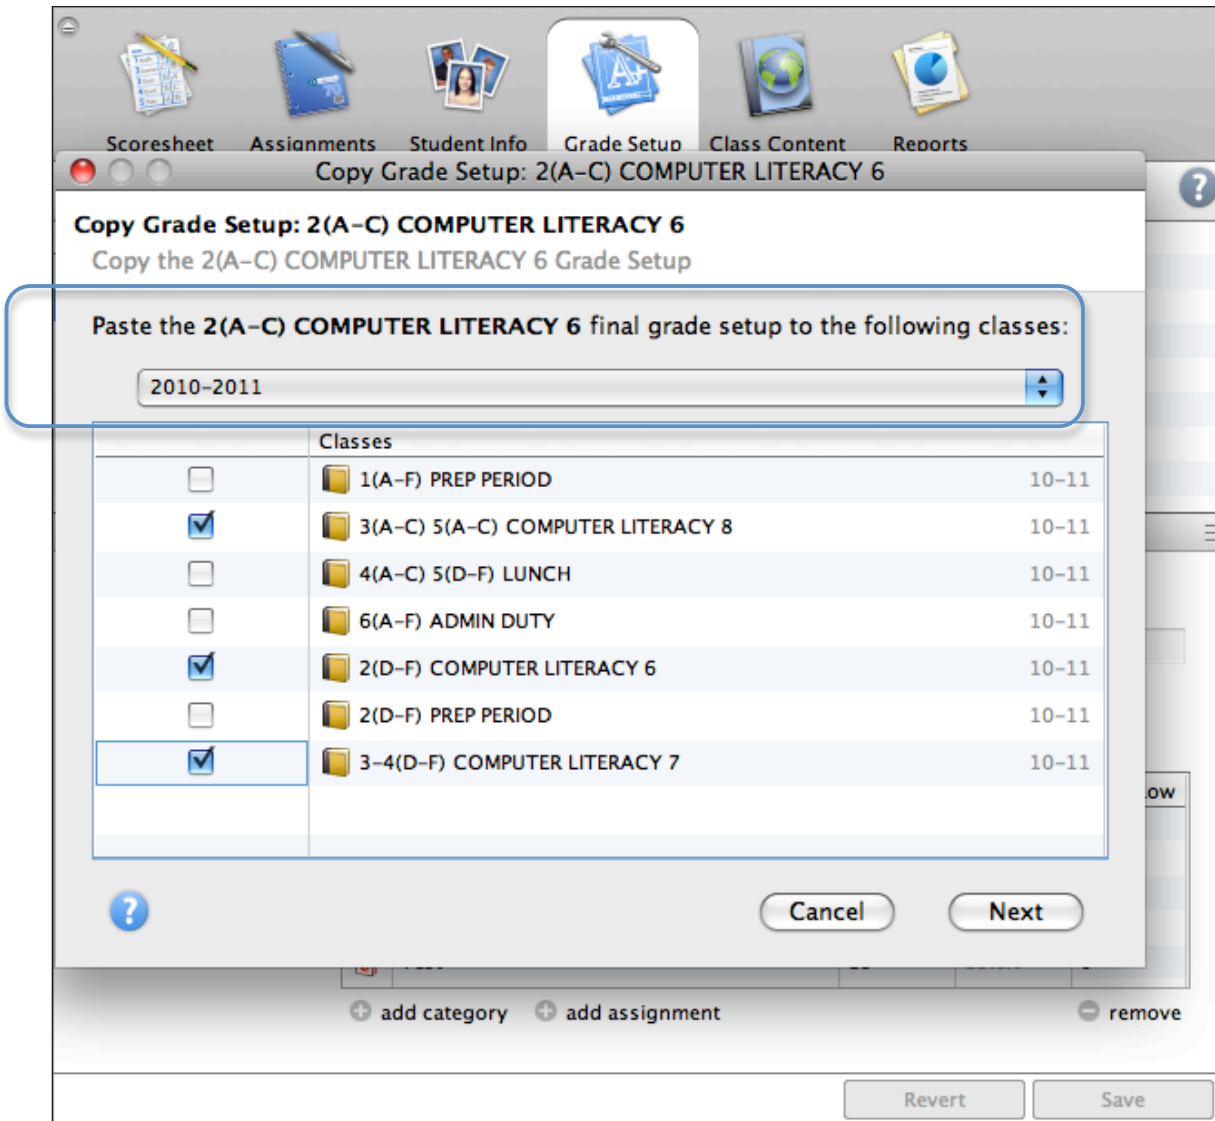 Scoresheet Assignments Student Info Grade Setup Class Content Reports
Copy Grade Setup: 2(A-C) COMPUTER LITERACY 6
?
Copy Grade Setup: 2(A-C) COMPUTER LITERACY 6
Copy the 2(A-C) COMPUTER LITERACY 6 Grade Setup
Paste the 2(A-C) COMPUTER LITERACY 6 final grade setup to the following classes:
2010-2011
Classes
1(A-F) PREP PERIOD 10-11
3(A-C) 5(A-C) COMPUTER LITERACY 8 10-11
4(A-C) 5(D-F) LUNCH 10-11
6(A-F) ADMIN DUTY 10-11
2(D-F) COMPUTER LITERACY 6 10-11
2(D-F) PREP PERIOD 10-11
3-4(D-F) COMPUTER LITERACY 7 10-11
ow
? Cancel Next
add category add assignment remove
Revert Save